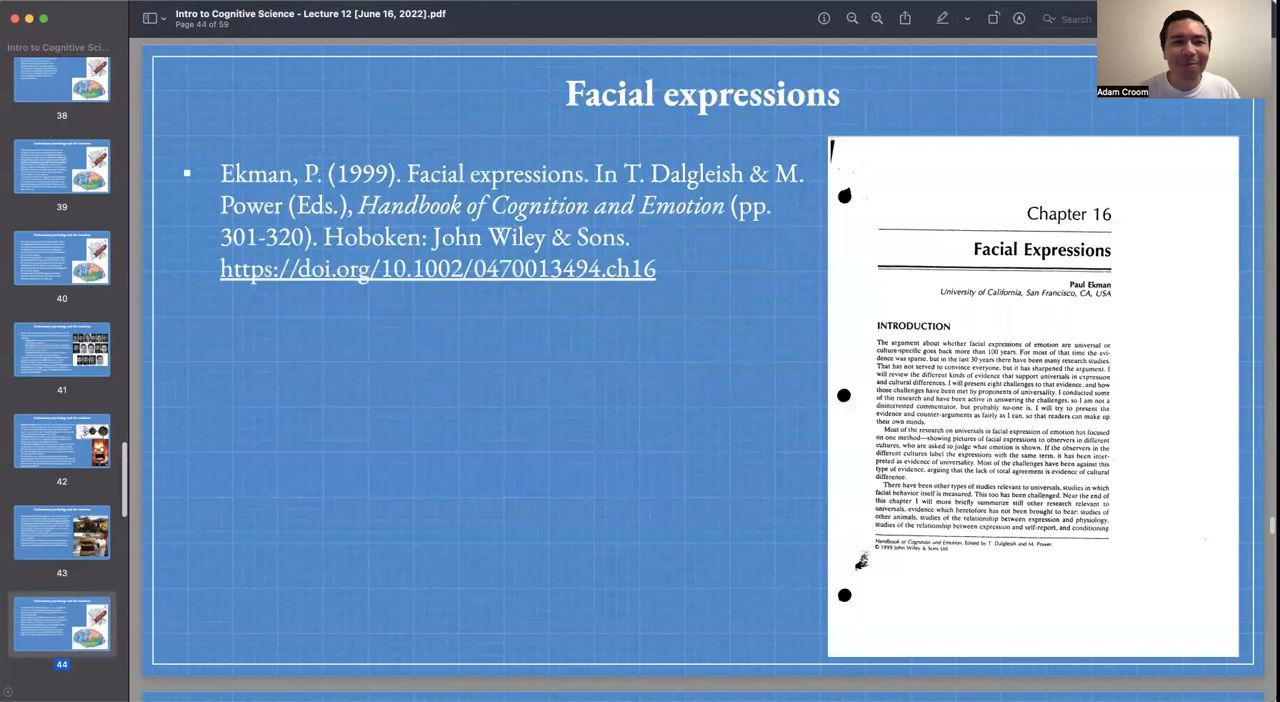 Intro to Cognitive Science - Lecture 12 [June 16, 2022].pdf
Page 44 of 59
Search
Adam Croom
Intro to Cognitive Sci...
38
39
40
41
42
43
44
Facial expressions
Ekman, P. (1999). Facial expressions. In T. Dalgleish & M.
Power (Eds.), Handbook of Cognition and Emotion (pp.
301-320). Hoboken: John Wiley & Sons.
https://doi.org/10.1002/0470013494.ch16
Chapter 16
Facial Expressions
Paul Ekman
University of California, San Francisco, CA, USA
INTRODUCTION
The argument about whether facial expressions of emotion are universal or
culture-specific goes back more than 100 years. For most of that time the evi-
dence was sparse, but in the last 30 years there have been many research studies.
That has not served to convince everyone, but it has sharpened the argument. I
will review the different kinds of evidence that support universals in expression
and cultural differences. I will present eight challenges to that evidence, and how
those challenges have been met by proponents of universality. I conducted some
of this research and have been active in answering the challenges, so I am not a
disinterested commentator, but probably no-one is. I will try to present the
evidence and counter-arguments as fairly as I can, so that readers can make up
their own minds.
Most of the research on universals in facial expression of emotion has focused
on one method—showing pictures of facial expressions to observers in different
cultures, who are asked to judge what emotion is shown. If the observers in the
different cultures label the expressions with the same term, it has been inter-
preted as evidence of universality. Most of the challenges have been against this
type of evidence, arguing that the lack of total agreement is evidence of cultural
difference.
There have been other types of studies relevant to universals, studies in which
facial behavior itself is measured. This too has been challenged. Near the end of
this chapter I will more briefly summarize still other research relevant to
universals, evidence which heretofore has not been brought to bear: studies of
other animals, studies of the relationship between expression and physiology,
studies of the relationship between expression and self-report, and conditioning
Handbook of Cognition and Emotion. Edited by T. Dalgleish and M. Power.
© 1999 John Wiley & Sons Ltd.